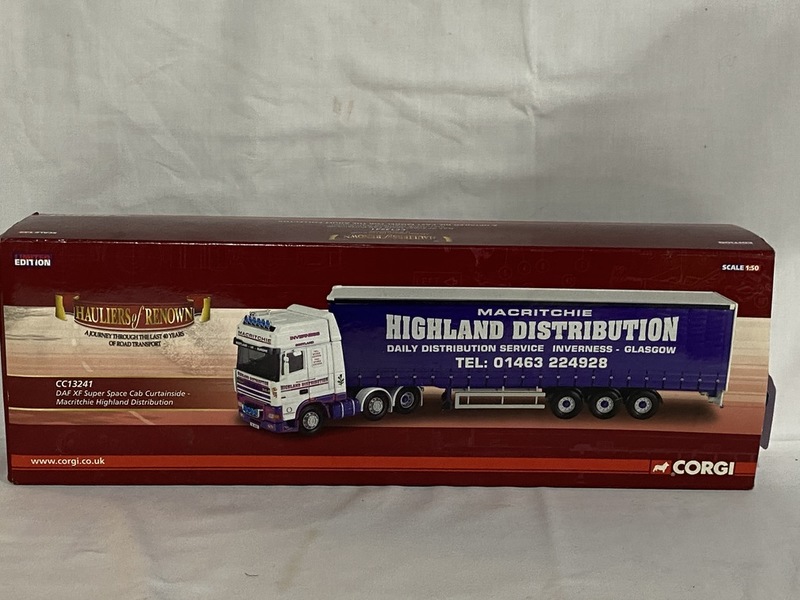 LIMITED
EDITION
SCALE 1:50
HAULIERS of RENOWN
A JOURNEY THROUGH THE LAST 40 YEARS
OF ROAD TRANSPORT
CC13241
DAF XF Super Space Cab Curtainside -
Macritchie Highland Distribution
MACRITCHIE
HIGHLAND DISTRIBUTION
MACRITCHIE
HIGHLAND DISTRIBUTION
DAILY DISTRIBUTION SERVICE INVERNESS - GLASGOW
TEL: 01463 224928
www.corgi.co.uk
CORGI